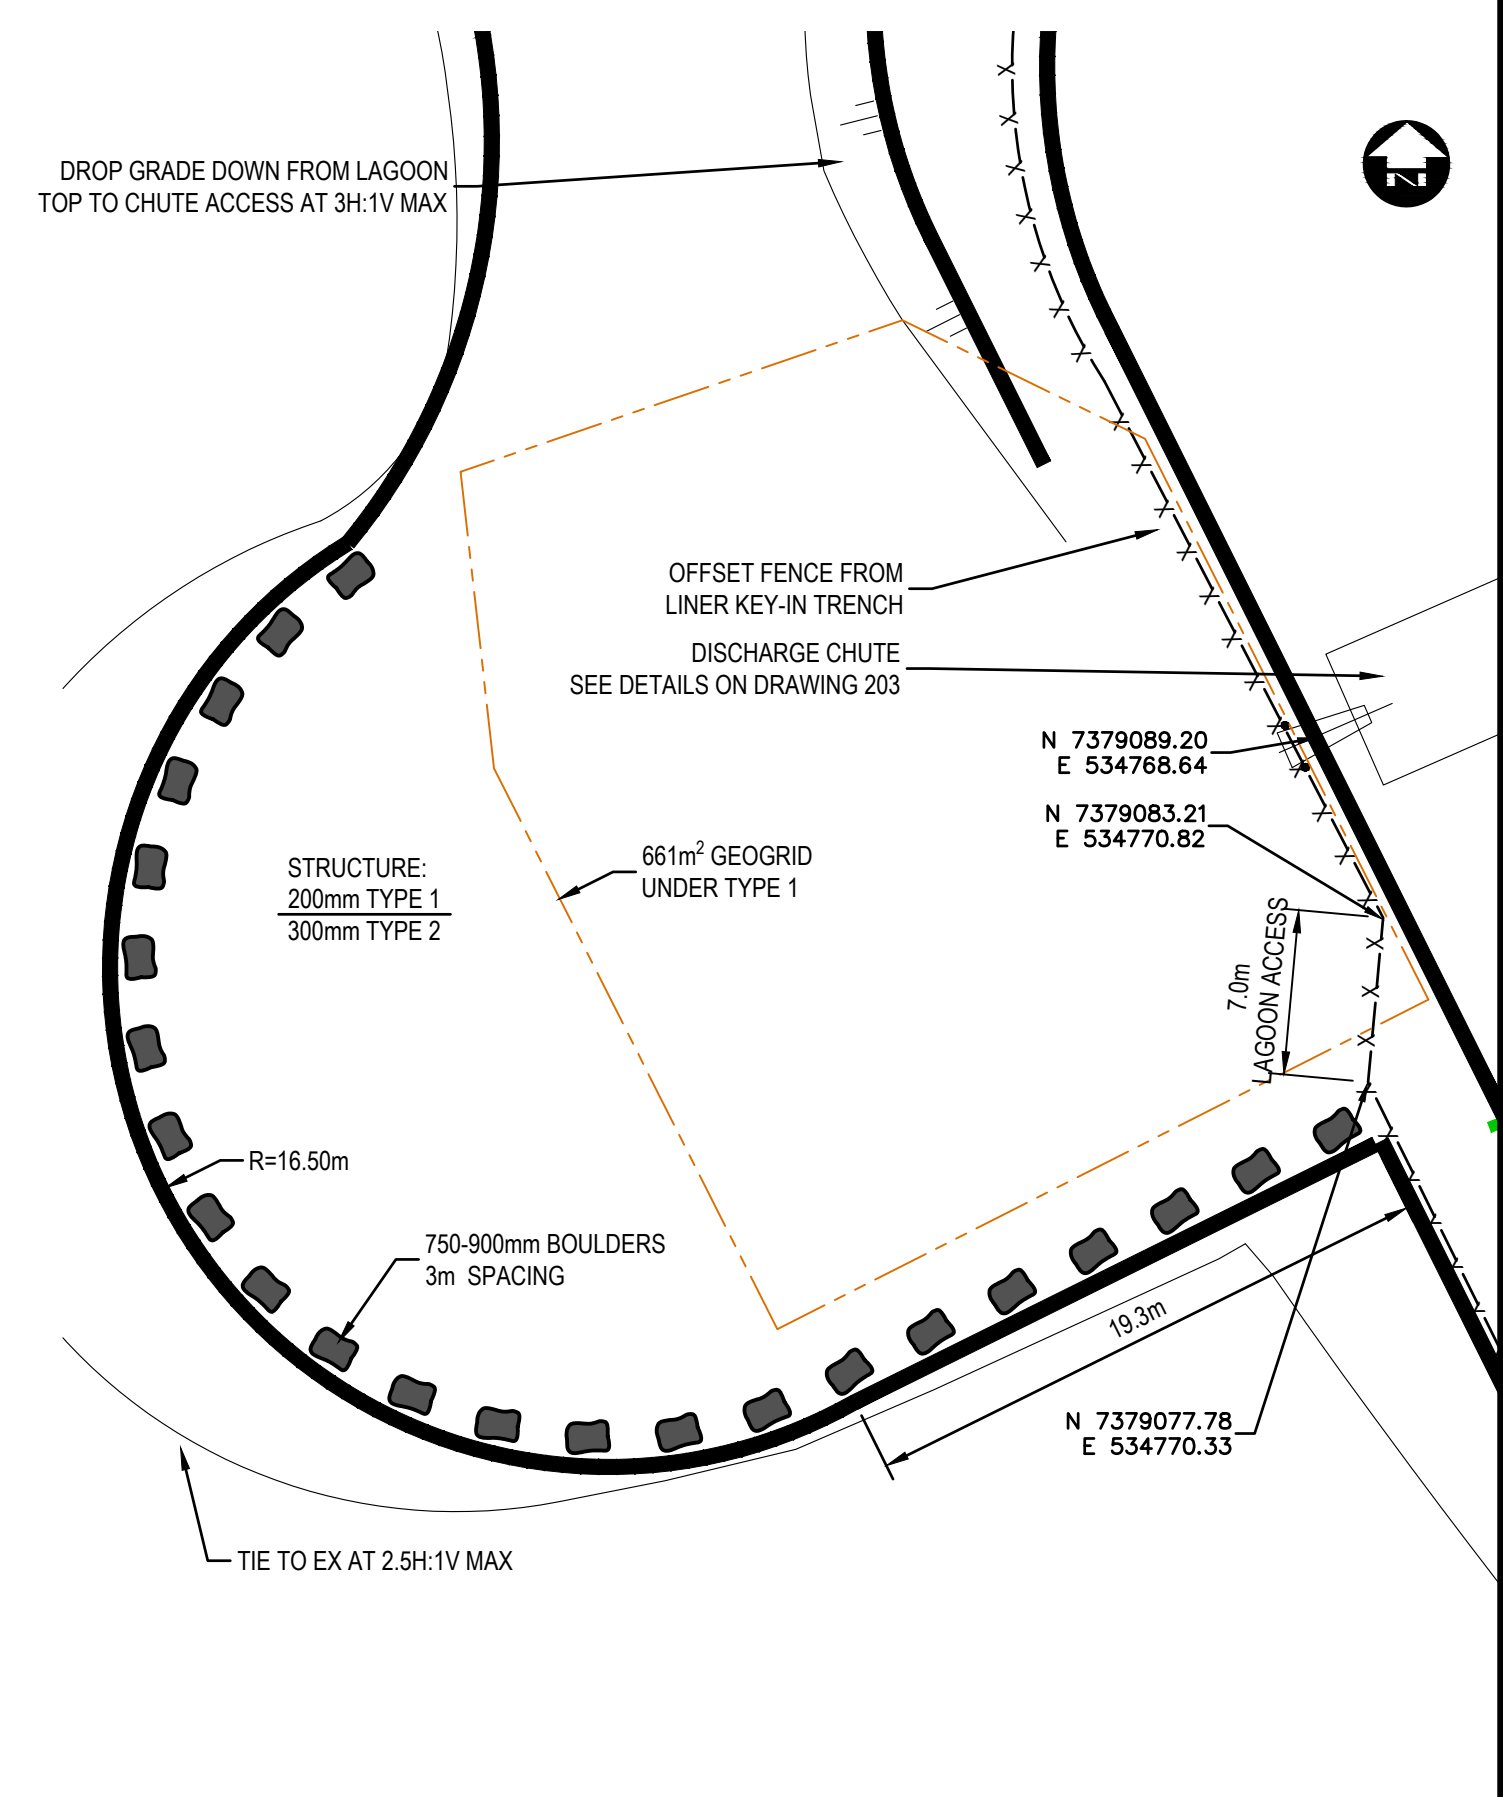 DROP GRADE DOWN FROM LAGOON
TOP TO CHUTE ACCESS AT 3H:1V MAX
N
OFFSET FENCE FROM
LINER KEY-IN TRENCH
DISCHARGE CHUTE
SEE DETAILS ON DRAWING 203
N 7379089.20
E 534768.64
N 7379083.21
E 534770.82
661m² GEOGRID
UNDER TYPE 1
STRUCTURE:
200mm TYPE 1
300mm TYPE 2
7.0m
LAGOON ACCESS
R=16.50m
750-900mm BOULDERS
3m SPACING
19.3m
N 7379077.78
E 534770.33
TIE TO EX AT 2.5H:1V MAX